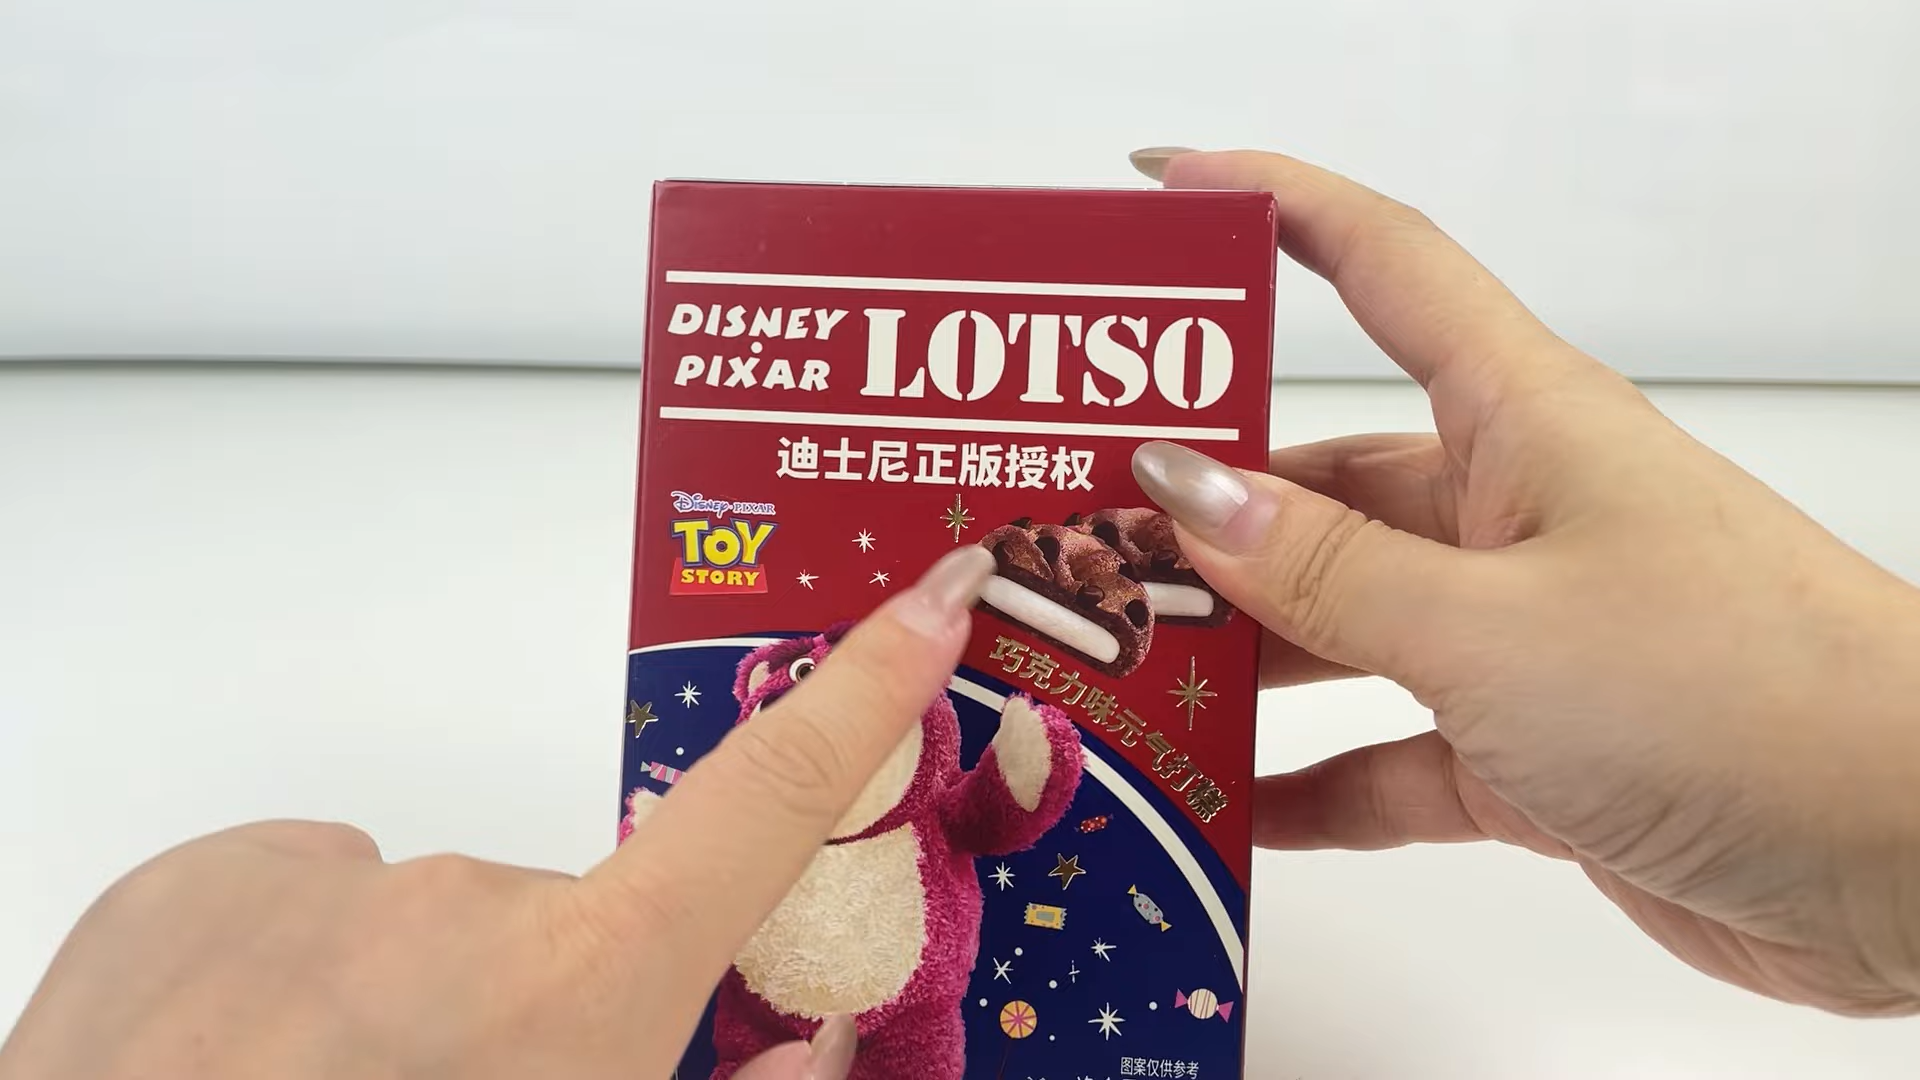 DISNEY
PIXAR
LOTSO
迪士尼正版授权
DISNEY·PIXAR
TOY
STORY
巧克力味元气打糕
图案仅供参考